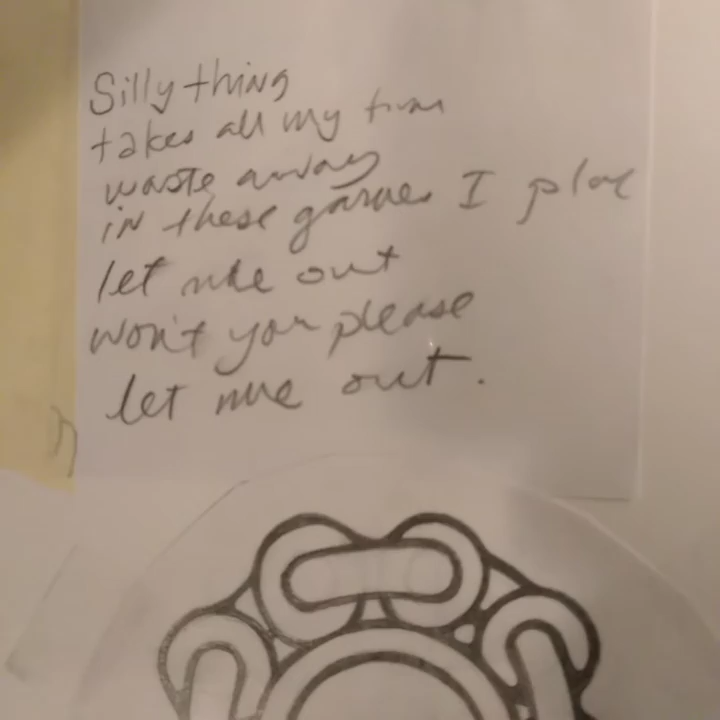 Silly thing
takes all my time
waste away
in these games I play
let me out
won't you please
let me out.